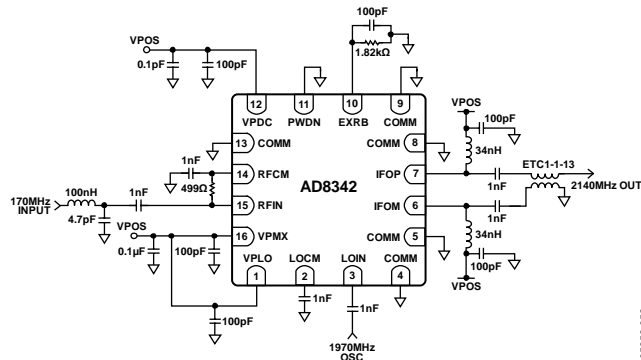 100pF
VPOS
1.82kΩ
0.1pF
100pF
12
11
10
9
VPDC
PWDN
EXRB
COMM
VPOS
100pF
13
COMM
COMM
8
34nH
1nF
14
RFCM
AD8342
IFOP
7
ETC1-1-13
499Ω
1nF
2140MHz OUT
170MHz
INPUT
100nH
1nF
15
RFIN
IFOM
6
1nF
4.7pF
VPOS
16
VPMX
COMM
5
34nH
0.1µF
100pF
VPLO
LOCM
LOIN
COMM
1
2
3
4
100pF
VPOS
1nF
1nF
100pF
1970MHz
OSC